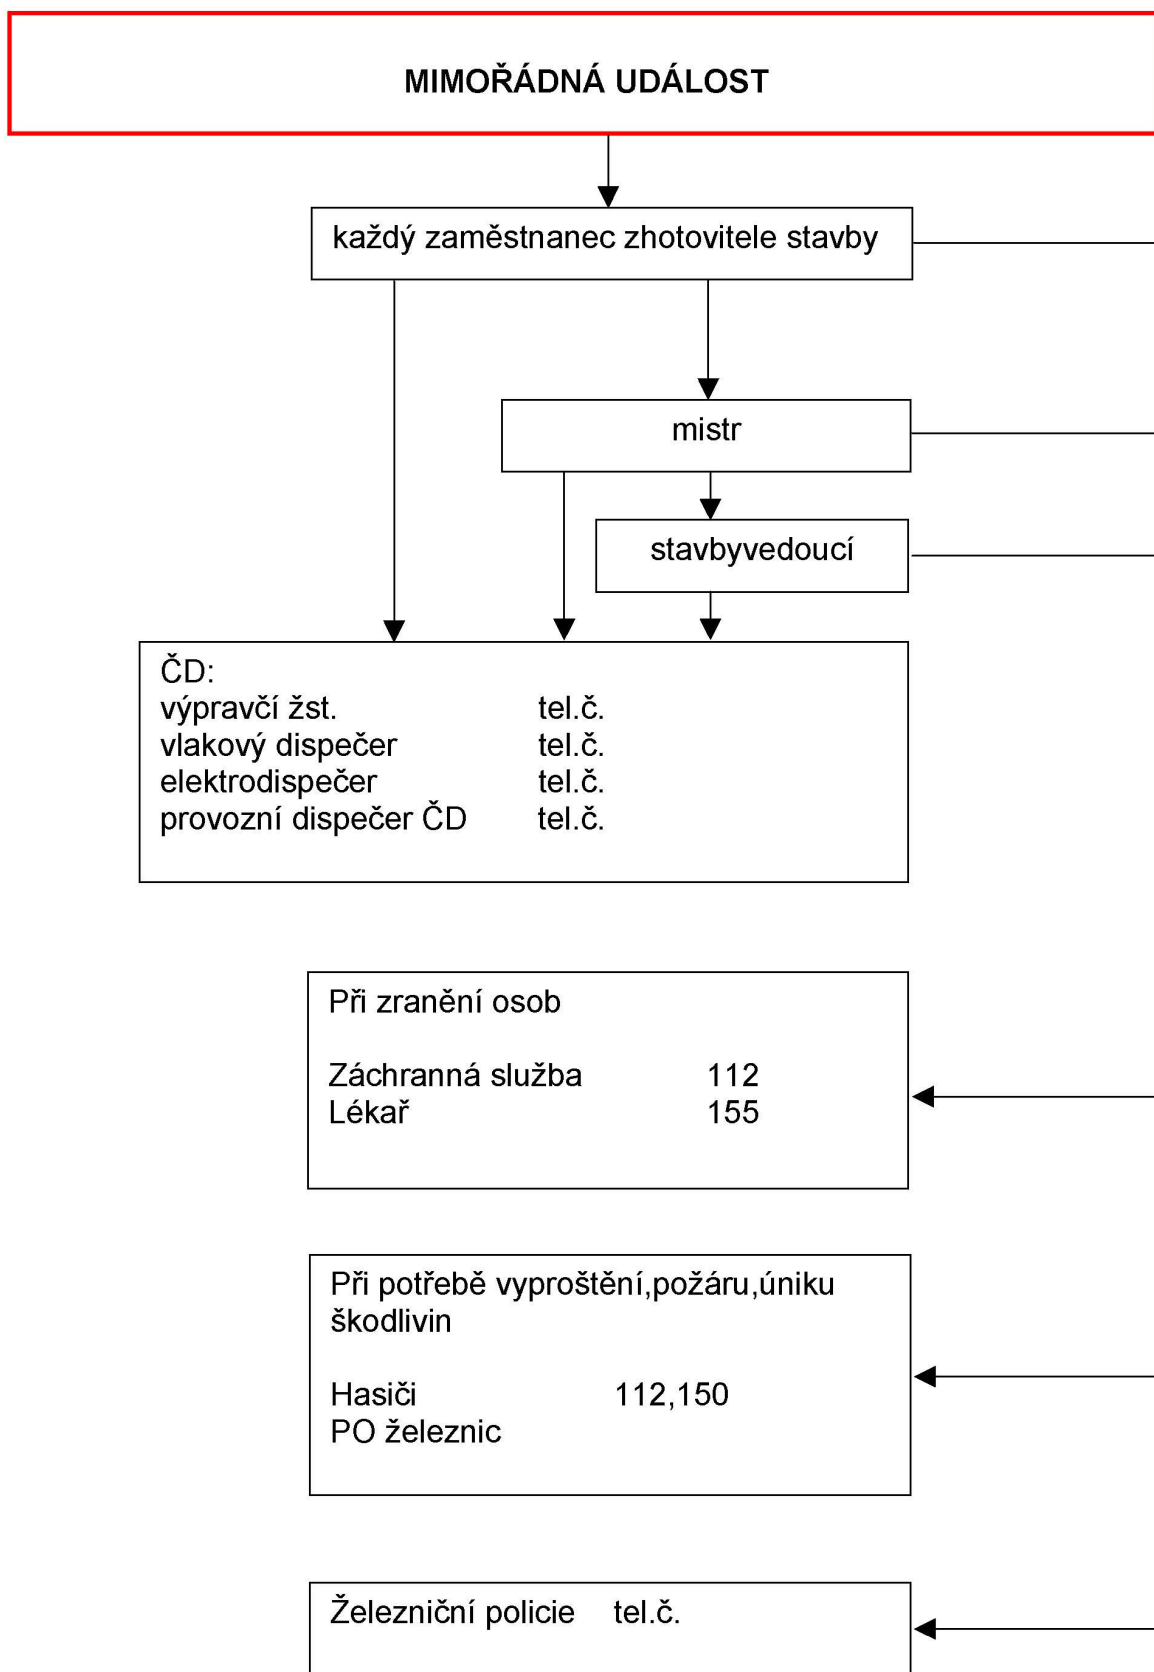 MIMOŘÁDNÁ UDÁLOST
každý zaměstnanec zhotovitele stavby
mistr
stavbyvedoucí
ČD:
výpravčí žst. tel.č.
vlakový dispečer tel.č.
elektrodispečer tel.č.
provozní dispečer ČD tel.č.
Při zranění osob
Záchranná služba 112
Lékař 155
Při potřebě vyproštění,požáru,úniku
škodlivin
Hasiči 112,150
PO železnic
Železniční policie tel.č.